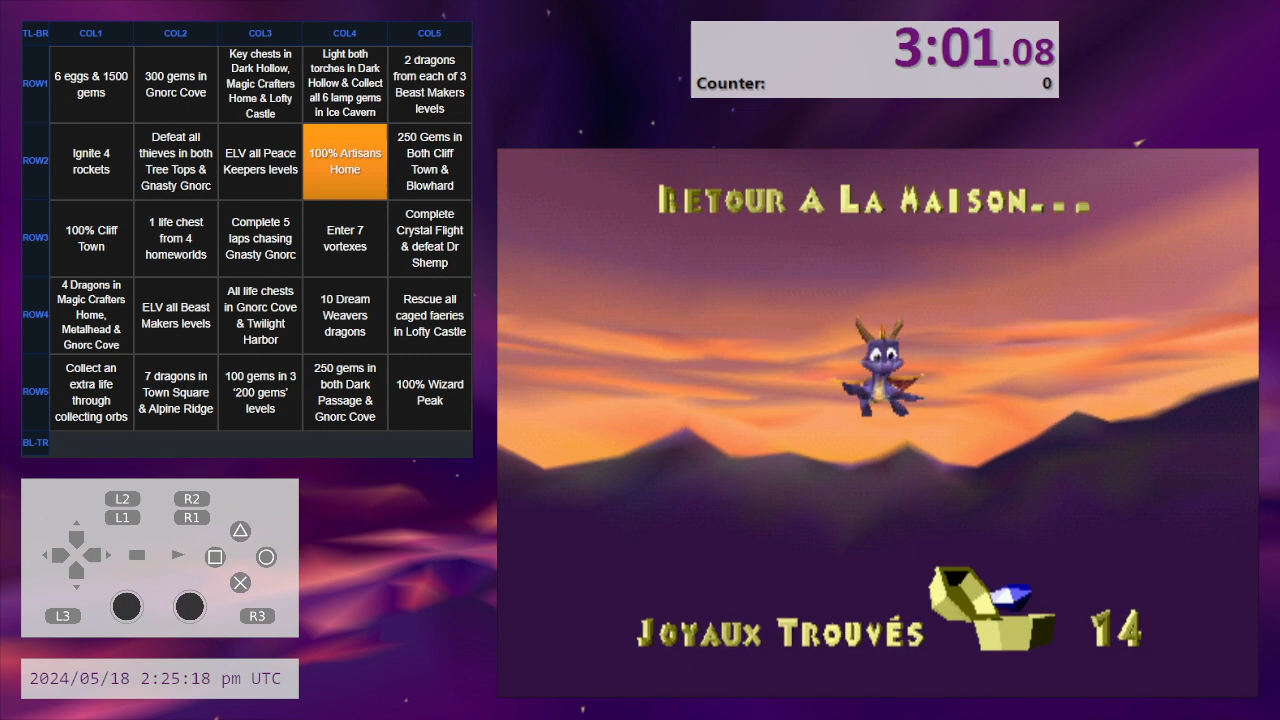 TL-BR COL1 COL2 COL3 COL4 COL5
ROW1
6 eggs & 1500
gems
300 gems in
Gnorc Cove
Key chests in
Dark Hollow,
Magic Crafters
Home & Lofty
Castle
Light both
torches in Dark
Hollow & Collect
all 6 lamp gems
in Ice Cavern
2 dragons
from each of 3
Beast Makers
levels
ROW2
Ignite 4
rockets
Defeat all
thieves in both
Tree Tops &
Gnasty Gnorc
ELV all Peace
Keepers levels
100% Artisans
Home
250 Gems in
Both Cliff
Town &
Blowhard
ROW3
100% Cliff
Town
1 life chest
from 4
homeworlds
Complete 5
laps chasing
Gnasty Gnorc
Enter 7
vortexes
Complete
Crystal Flight
& defeat Dr
Shemp
ROW4
4 Dragons in
Magic Crafters
Home,
Metalhead &
Gnorc Cove
ELV all Beast
Makers levels
All life chests
in Gnorc Cove
& Twilight
Harbor
10 Dream
Weavers
dragons
Rescue all
caged faeries
in Lofty Castle
ROW5
Collect an
extra life
through
collecting orbs
7 dragons in
Town Square
& Alpine Ridge
100 gems in 3
'200 gems'
levels
250 gems in
both Dark
Passage &
Gnorc Cove
100% Wizard
Peak
BL-TR
3:01.08
Counter: 0
RETOUR A LA MAISON...
JOYAUX TROUVÉS 14
L2 R2
L1 R1
L3 R3
2024/05/18 2:25:18 pm UTC